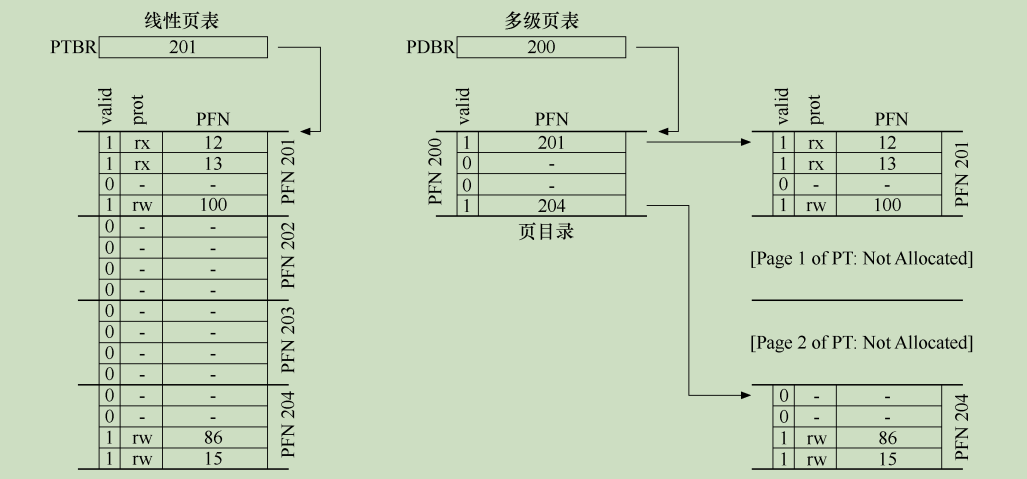 线性页表
PTBR 201
valid prot PFN
1 rx 12
1 rx 13
0 - -
1 rw 100
PFN 201
0 - -
0 - -
0 - -
0 - -
PFN 202
0 - -
0 - -
0 - -
0 - -
PFN 203
0 - -
0 - -
1 rw 86
1 rw 15
PFN 204
多级页表
PDBR 200
valid PFN
PFN 200
1 201
0 -
0 -
1 204
页目录
valid prot PFN
1 rx 12
1 rx 13
0 - -
1 rw 100
PFN 201
[Page 1 of PT: Not Allocated]
[Page 2 of PT: Not Allocated]
0 - -
0 - -
1 rw 86
1 rw 15
PFN 204